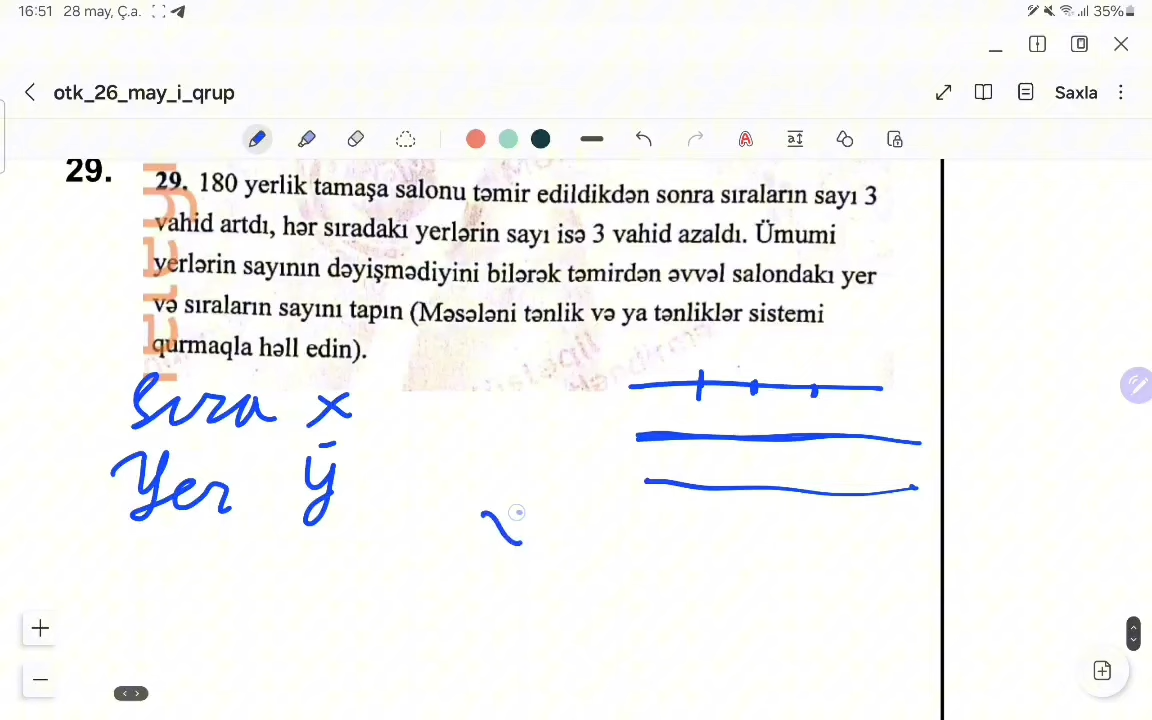 16:51 28 may, Ç.a. 35%
otk_26_may_i_qrup
Saxla
29.
29. 180 yerlik tamaşa salonu təmir edildikdən sonra sıraların sayı 3
vahid artdı, hər sıradakı yerlərin sayı isə 3 vahid azaldı. Ümumi
yerlərin sayının dəyişmədiyini bilərək təmirdən əvvəl salondakı yer
və sıraların sayını tapın (Məsələni tənlik və ya tənliklər sistemi
qurmaqla həll edin).
Sıra x
Yer y